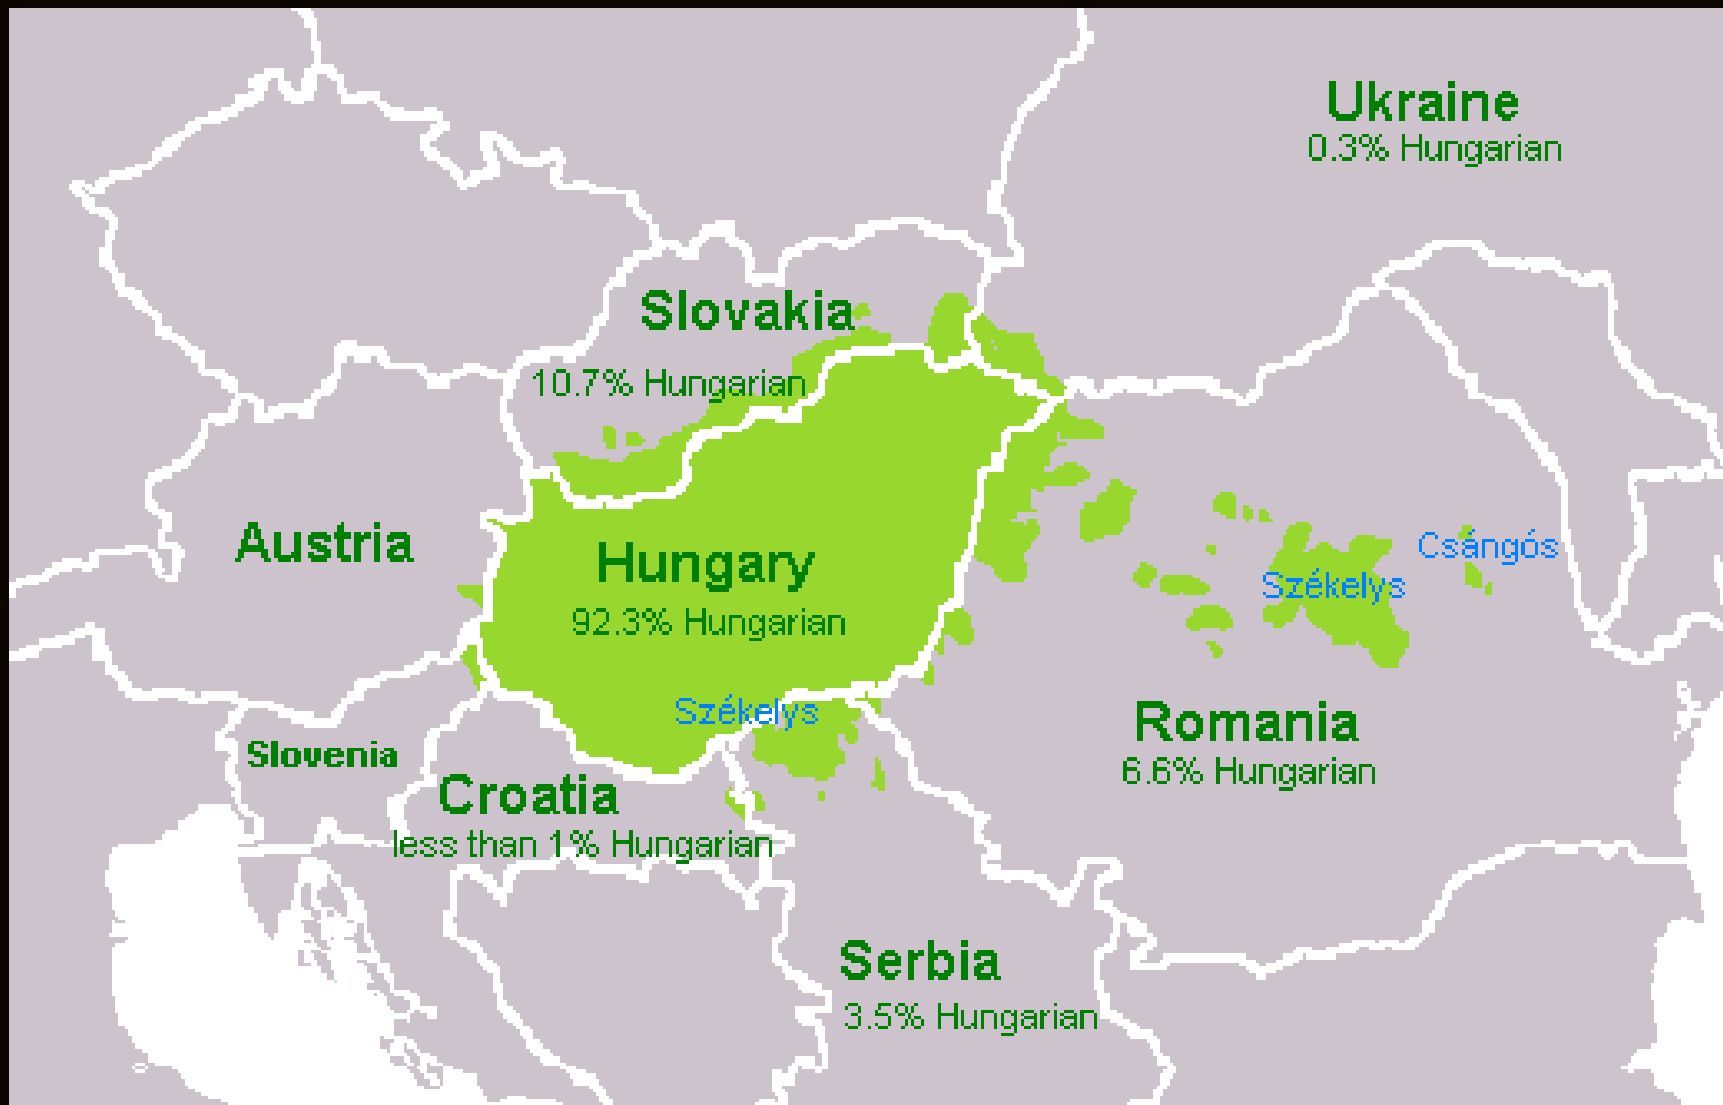 Ukraine
0.3% Hungarian
Slovakia
10.7% Hungarian
Austria
Hungary
92.3% Hungarian
Csángós
Székelys
Székelys
Romania
6.6% Hungarian
Slovenia
Croatia
less than 1% Hungarian
Serbia
3.5% Hungarian